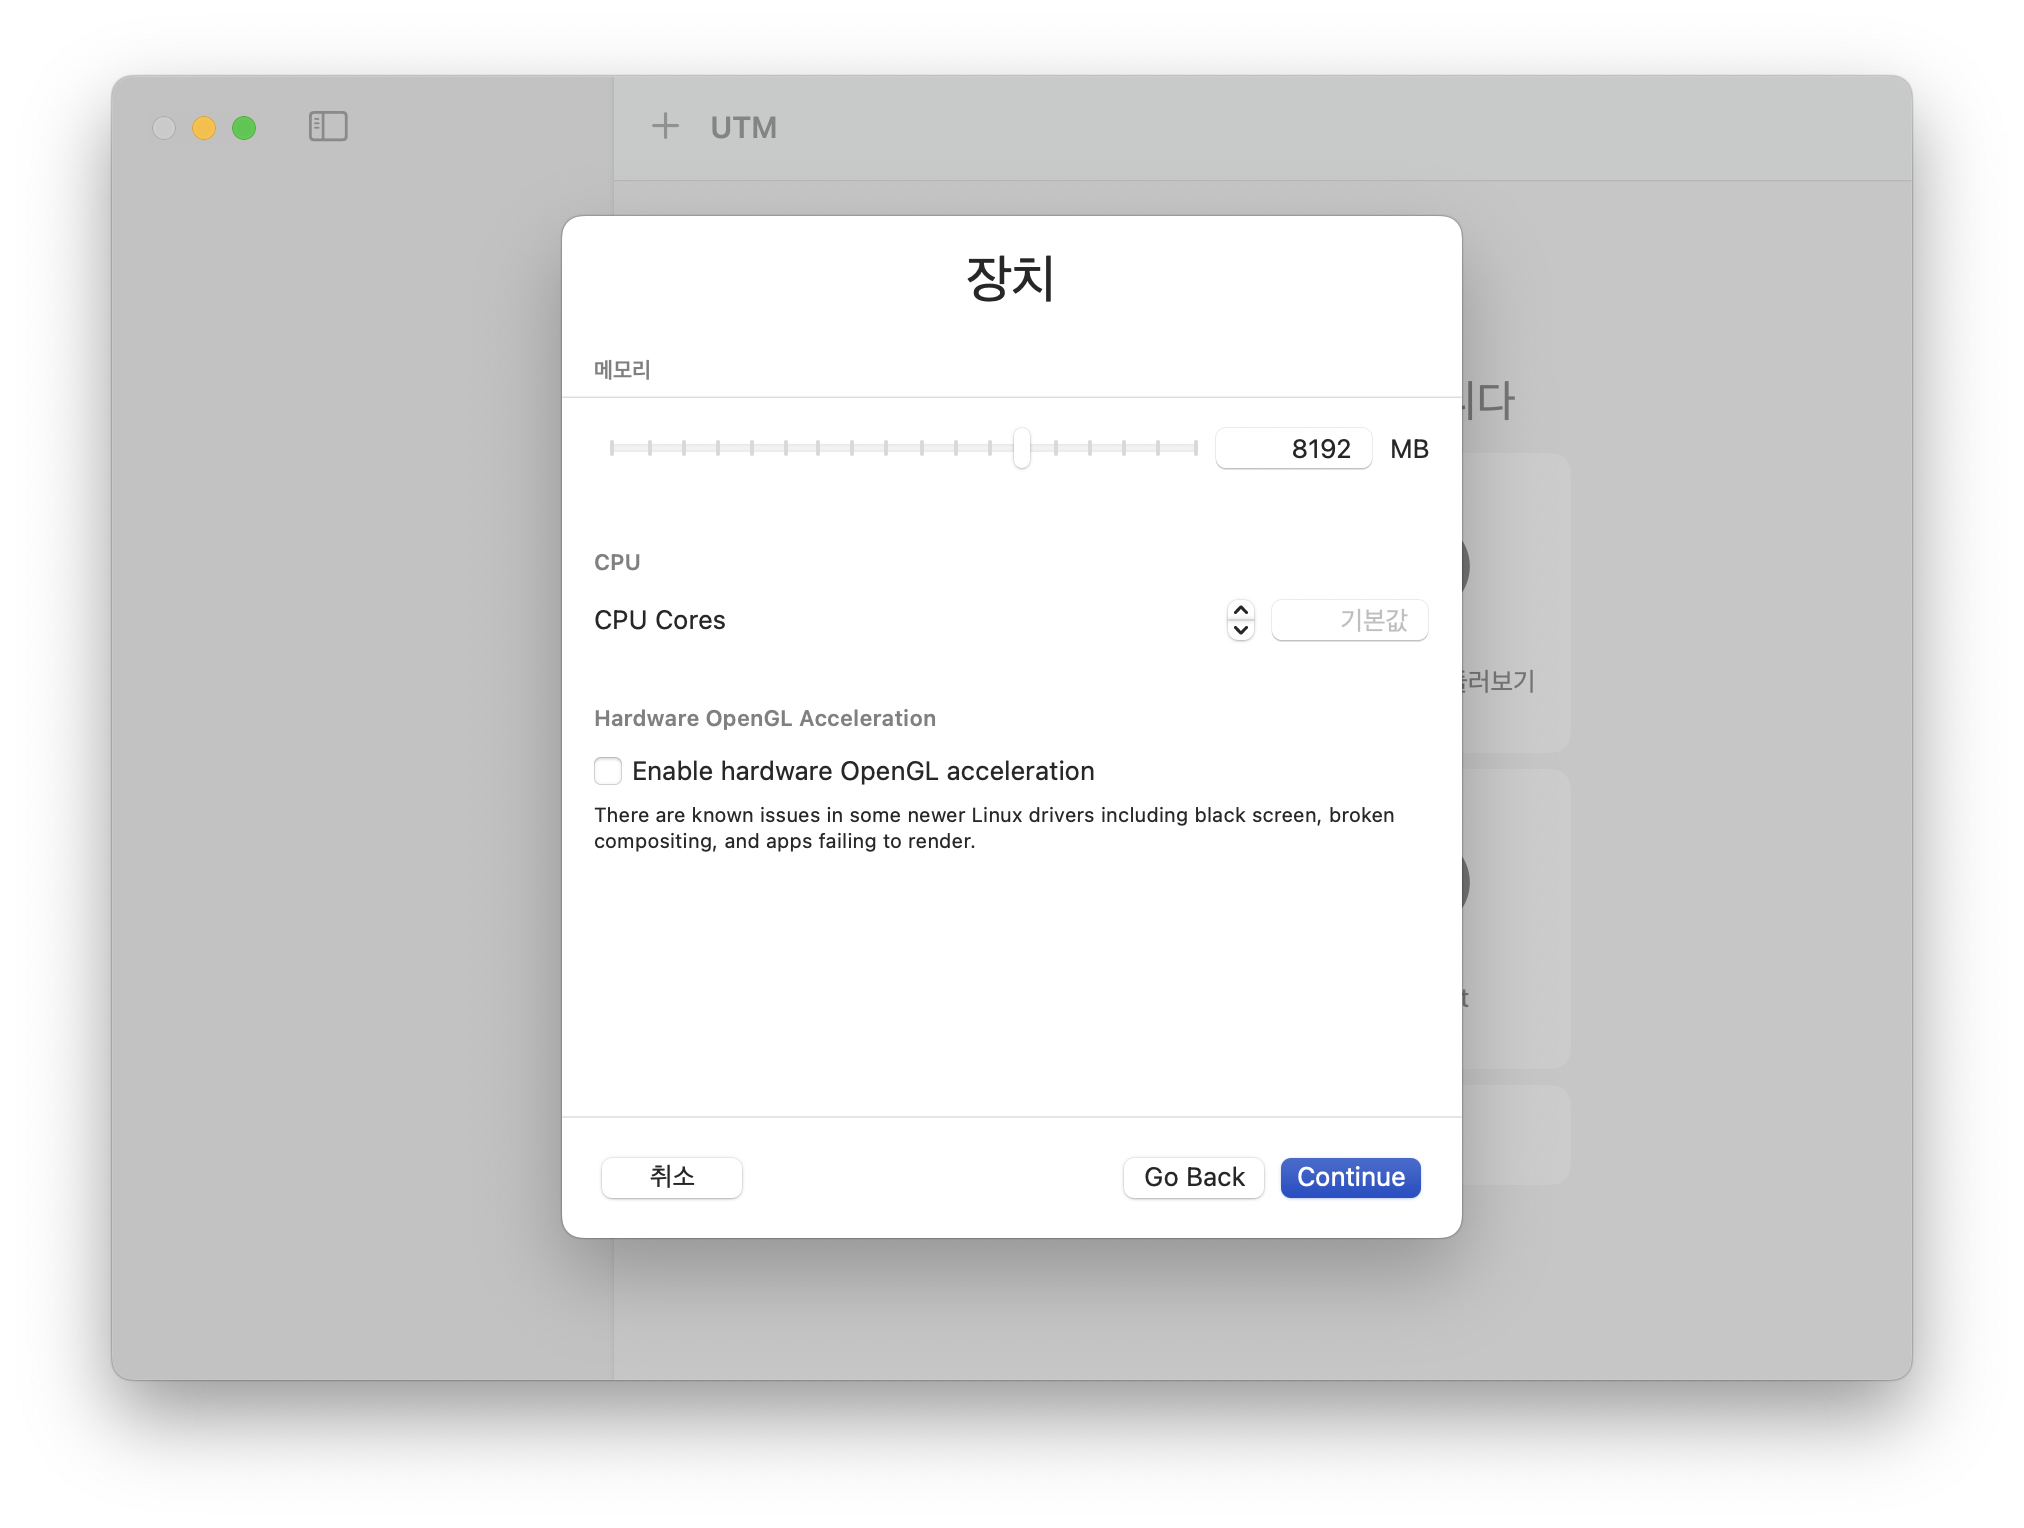 UTM
장치
메모리
8192 MB
CPU
CPU Cores
기본값
Hardware OpenGL Acceleration
Enable hardware OpenGL acceleration
There are known issues in some newer Linux drivers including black screen, broken
compositing, and apps failing to render.
취소
Go Back
Continue